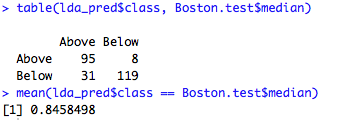 > table(lda_pred$class, Boston.test$median)
Above Below
Above 95 8
Below 31 119
> mean(lda_pred$class == Boston.test$median)
[1] 0.8458498